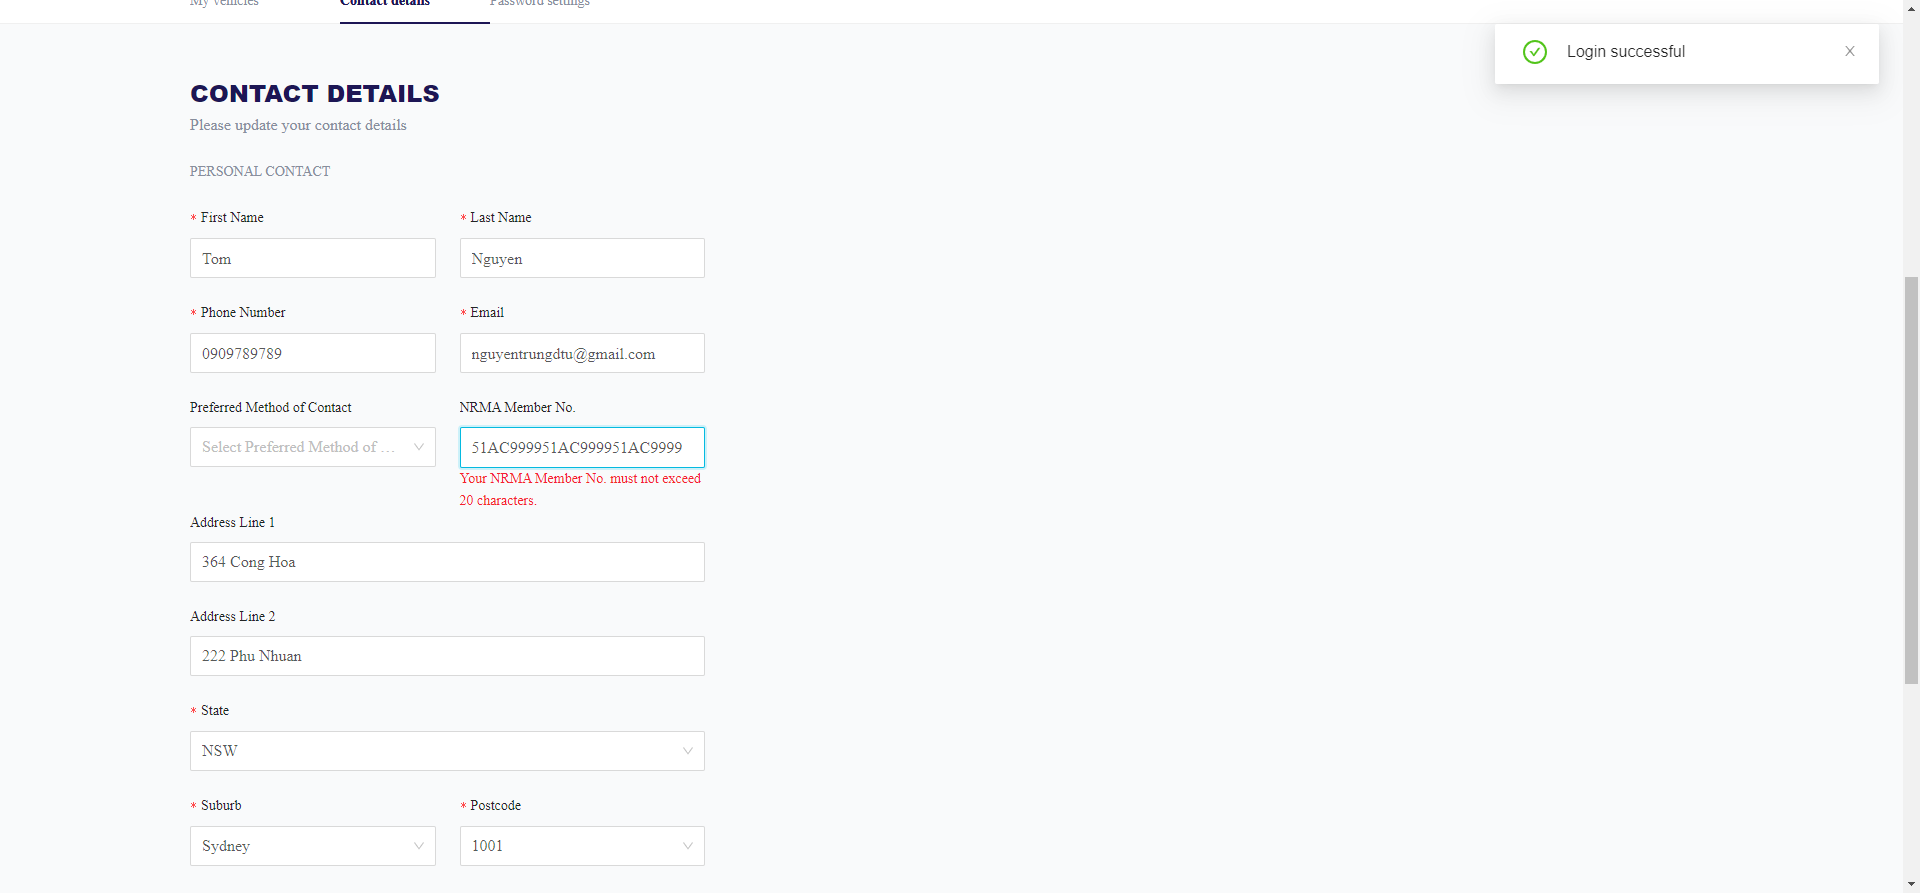 My vehicles Contact details Password settings
Login successful
CONTACT DETAILS
Please update your contact details
PERSONAL CONTACT
* First Name * Last Name
Tom Nguyen
* Phone Number * Email
0909789789 nguyentrungdtu@gmail.com
Preferred Method of Contact NRMA Member No.
Select Preferred Method of ... 51AC999951AC999951AC9999
Your NRMA Member No. must not exceed
20 characters.
Address Line 1
364 Cong Hoa
Address Line 2
222 Phu Nhuan
* State
NSW
* Suburb * Postcode
Sydney 1001